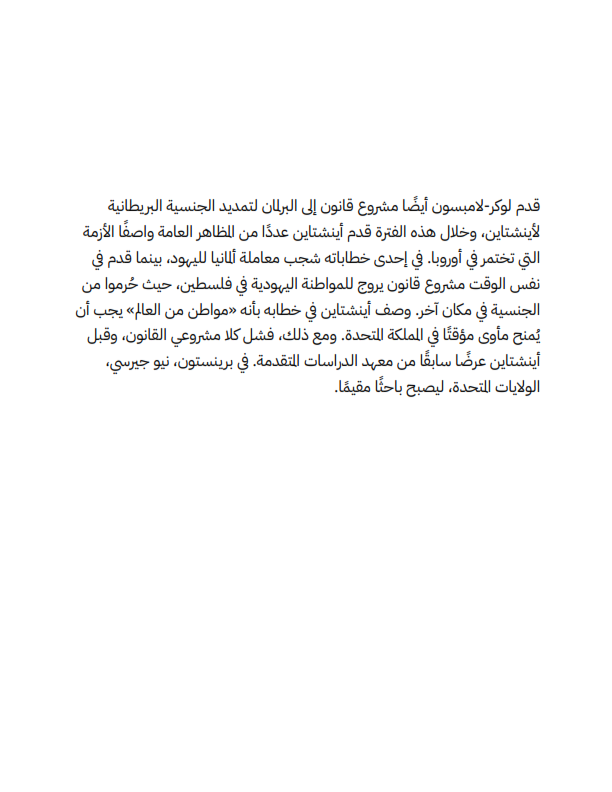 قدم لوكر-لامبسون أيضًا مشروع قانون إلى البرلمان لتمديد الجنسية البريطانية
لأينشتاين، وخلال هذه الفترة قدم أينشتاين عددًا من المظاهر العامة واصفًا الأزمة
التي تختمر في أوروبا. في إحدى خطاباته شجب معاملة ألمانيا لليهود، بينما قدم في
نفس الوقت مشروع قانون يروج للمواطنة اليهودية في فلسطين، حيث حُرموا من
الجنسية في مكان آخر. وصف أينشتاين في خطابه بأنه «مواطن من العالم» يجب أن
يُمنح مأوى مؤقتًا في المملكة المتحدة. ومع ذلك، فشل كلا مشروعي القانون، وقبل
أينشتاين عرضًا سابقًا من معهد الدراسات المتقدمة. في برينستون، نيو جيرسي،
الولايات المتحدة، ليصبح باحثًا مقيمًا.